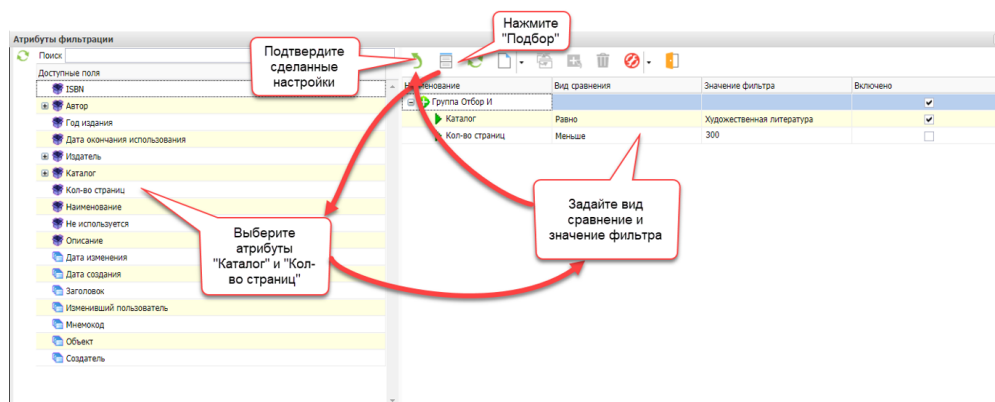 Нажмите
"Подбор"
Атрибуты фильтрации
Поиск
Подтвердите
сделанные
настройки
Доступные поля
ISBN
Автор
Год издания
Дата окончания использования
Издатель
Каталог
Кол-во страниц
Наименование
Не используется
Описание
Дата изменения
Дата создания
Заголовок
Изменивший пользователь
Мнемокод
Объект
Создатель
Выберите
атрибуты
"Каталог" и "Кол-
во страниц"
Вид сравнения
Значение фильтра
Включено
Группа Отбор И
Каталог
Равно
Художественная литература
Кол-во страниц
Меньше
300
Задайте вид
сравнение и
значение фильтра